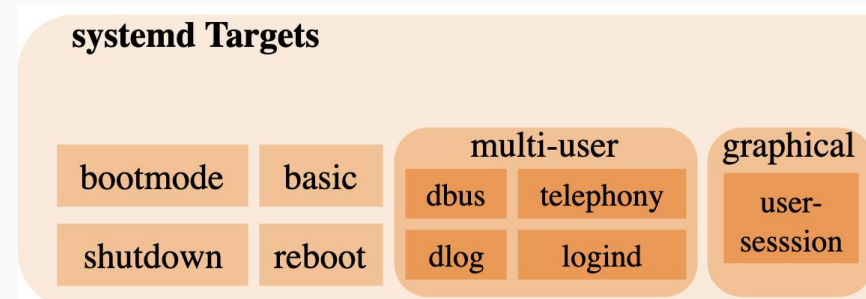 systemd Targets
multi-user
graphical
bootmode
basic
dbus
telephony
user-
sesssion
shutdown
reboot
dlog
logind